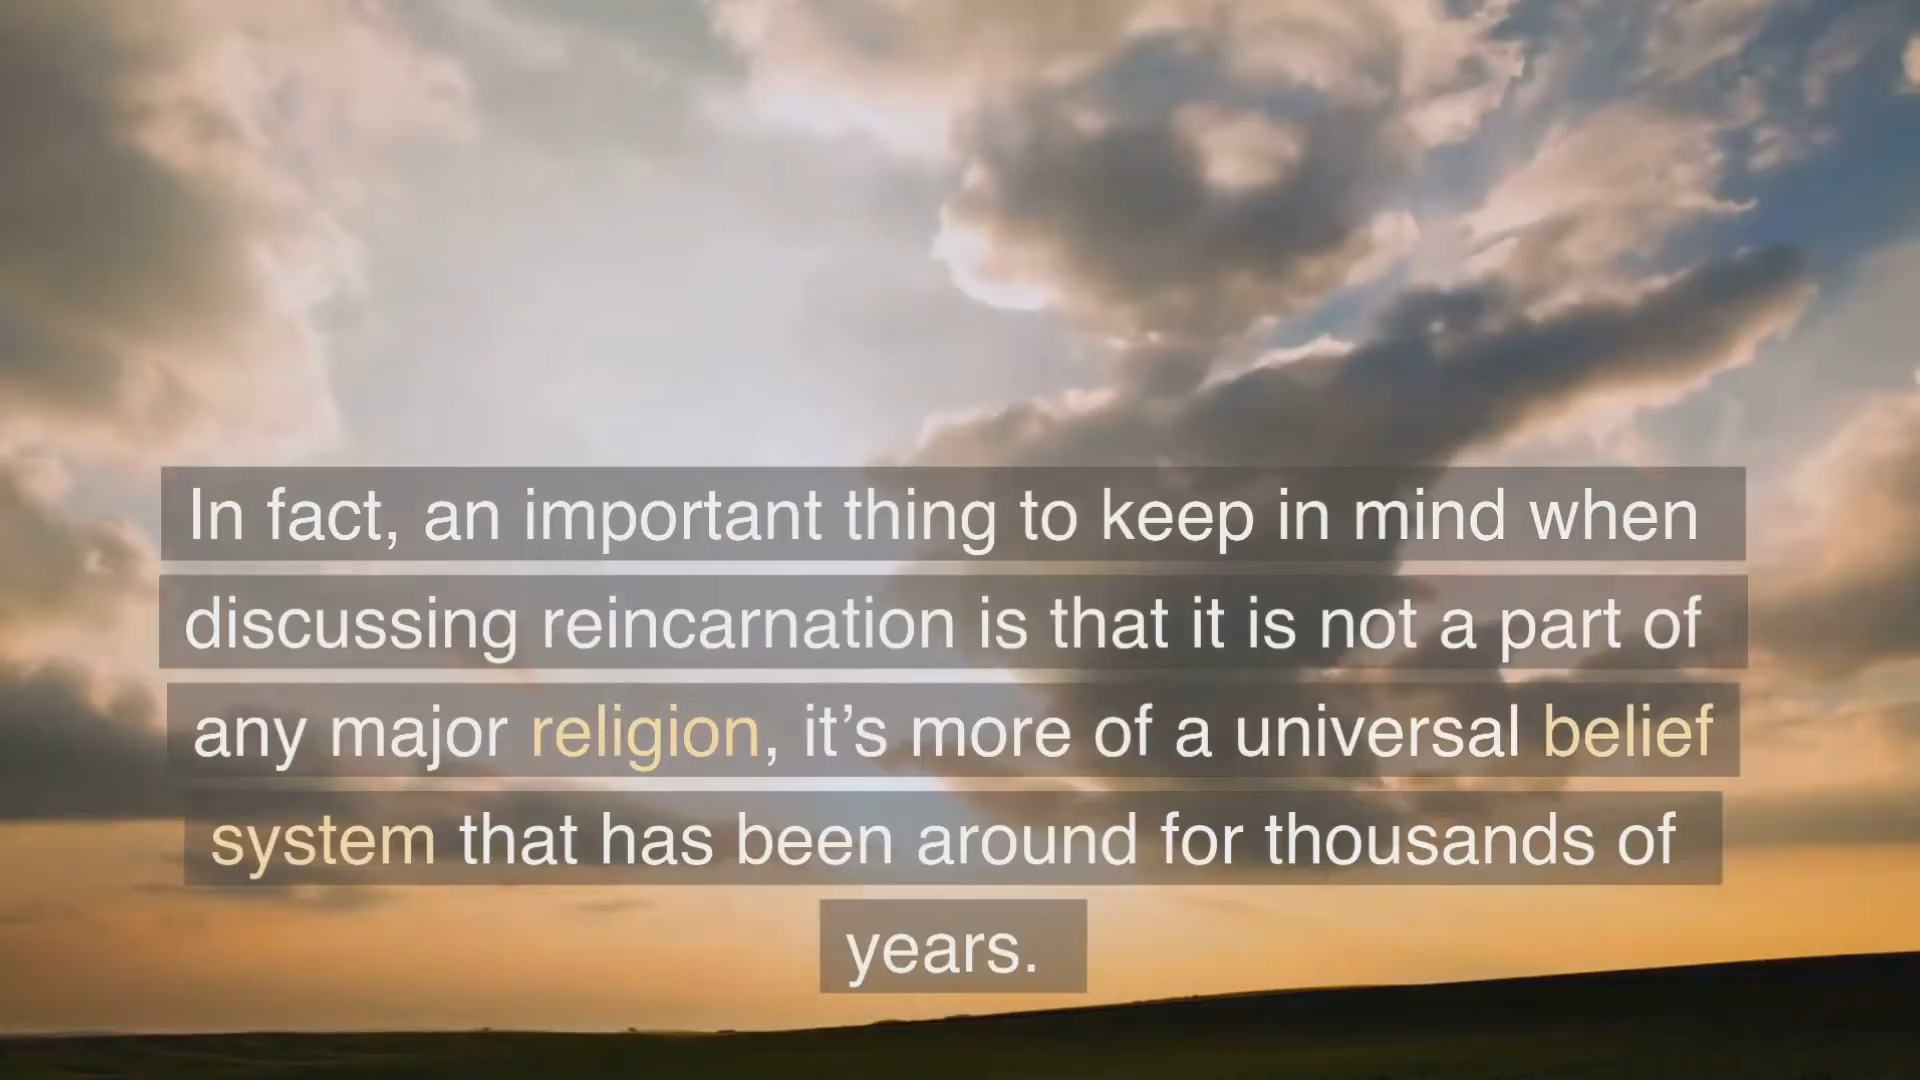 In fact, an important thing to keep in mind when
discussing reincarnation is that it is not a part of
any major religion, it’s more of a universal belief
system that has been around for thousands of
years.